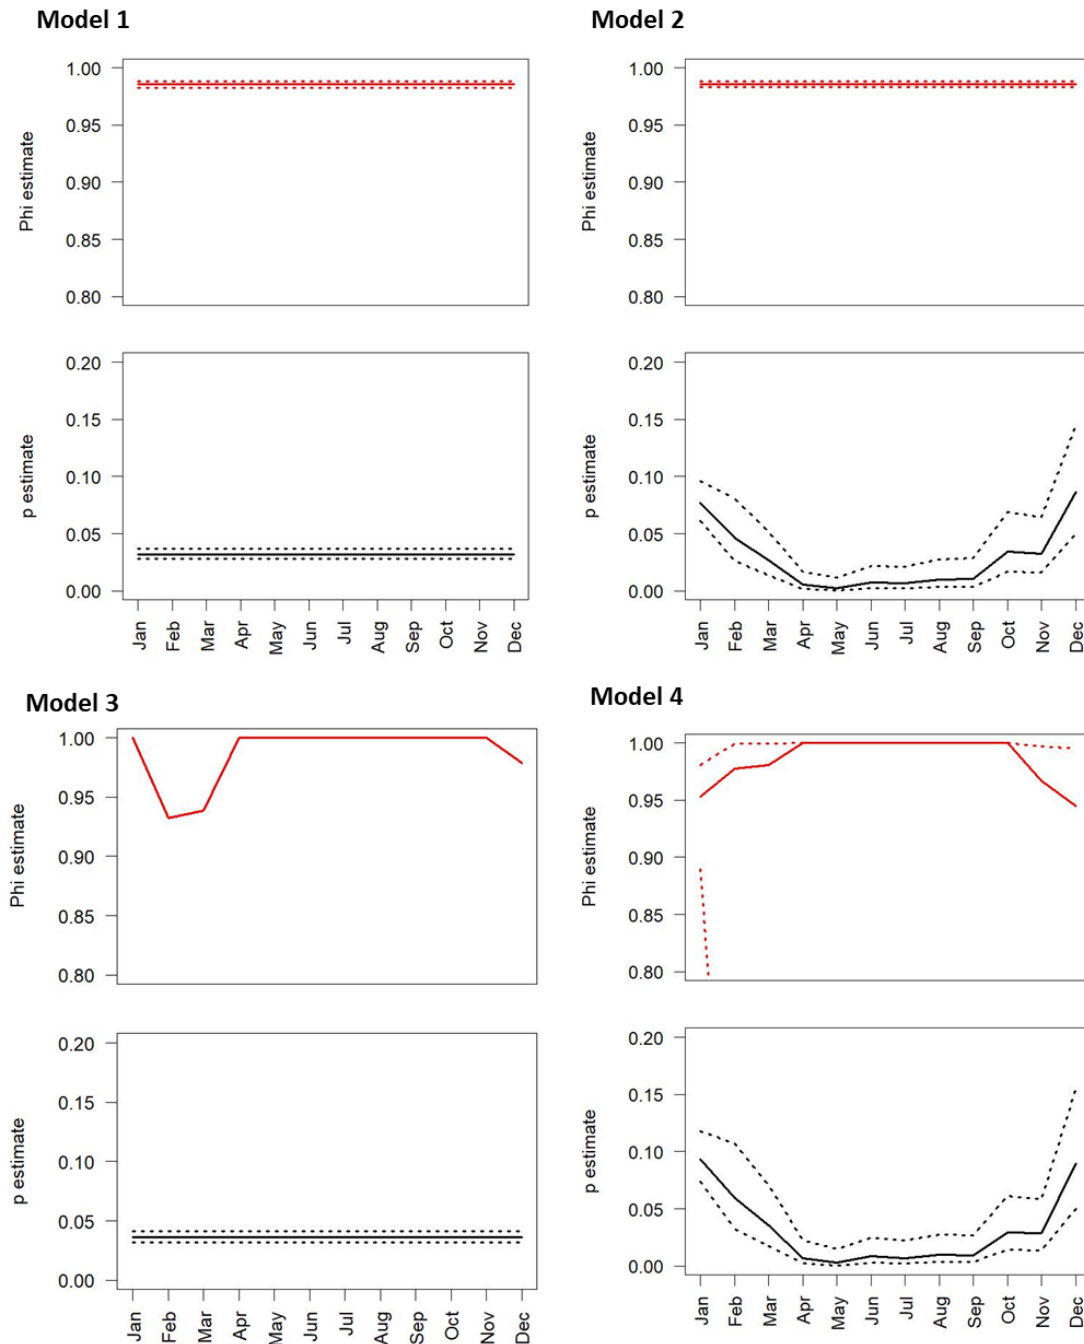 Model 1
1.00
0.95
0.90
0.85
0.80
Phi estimate
0.20
0.15
0.10
0.05
0.00
p estimate
Jan
Feb
Mar
Apr
May
Jun
Jul
Aug
Sep
Oct
Nov
Dec
Model 2
1.00
0.95
0.90
0.85
0.80
Phi estimate
0.20
0.15
0.10
0.05
0.00
p estimate
Jan
Feb
Mar
Apr
May
Jun
Jul
Aug
Sep
Oct
Nov
Dec
Model 3
1.00
0.95
0.90
0.85
0.80
Phi estimate
0.20
0.15
0.10
0.05
0.00
p estimate
Jan
Feb
Mar
Apr
May
Jun
Jul
Aug
Sep
Oct
Nov
Dec
Model 4
1.00
0.95
0.90
0.85
0.80
Phi estimate
0.20
0.15
0.10
0.05
0.00
p estimate
Jan
Feb
Mar
Apr
May
Jun
Jul
Aug
Sep
Oct
Nov
Dec